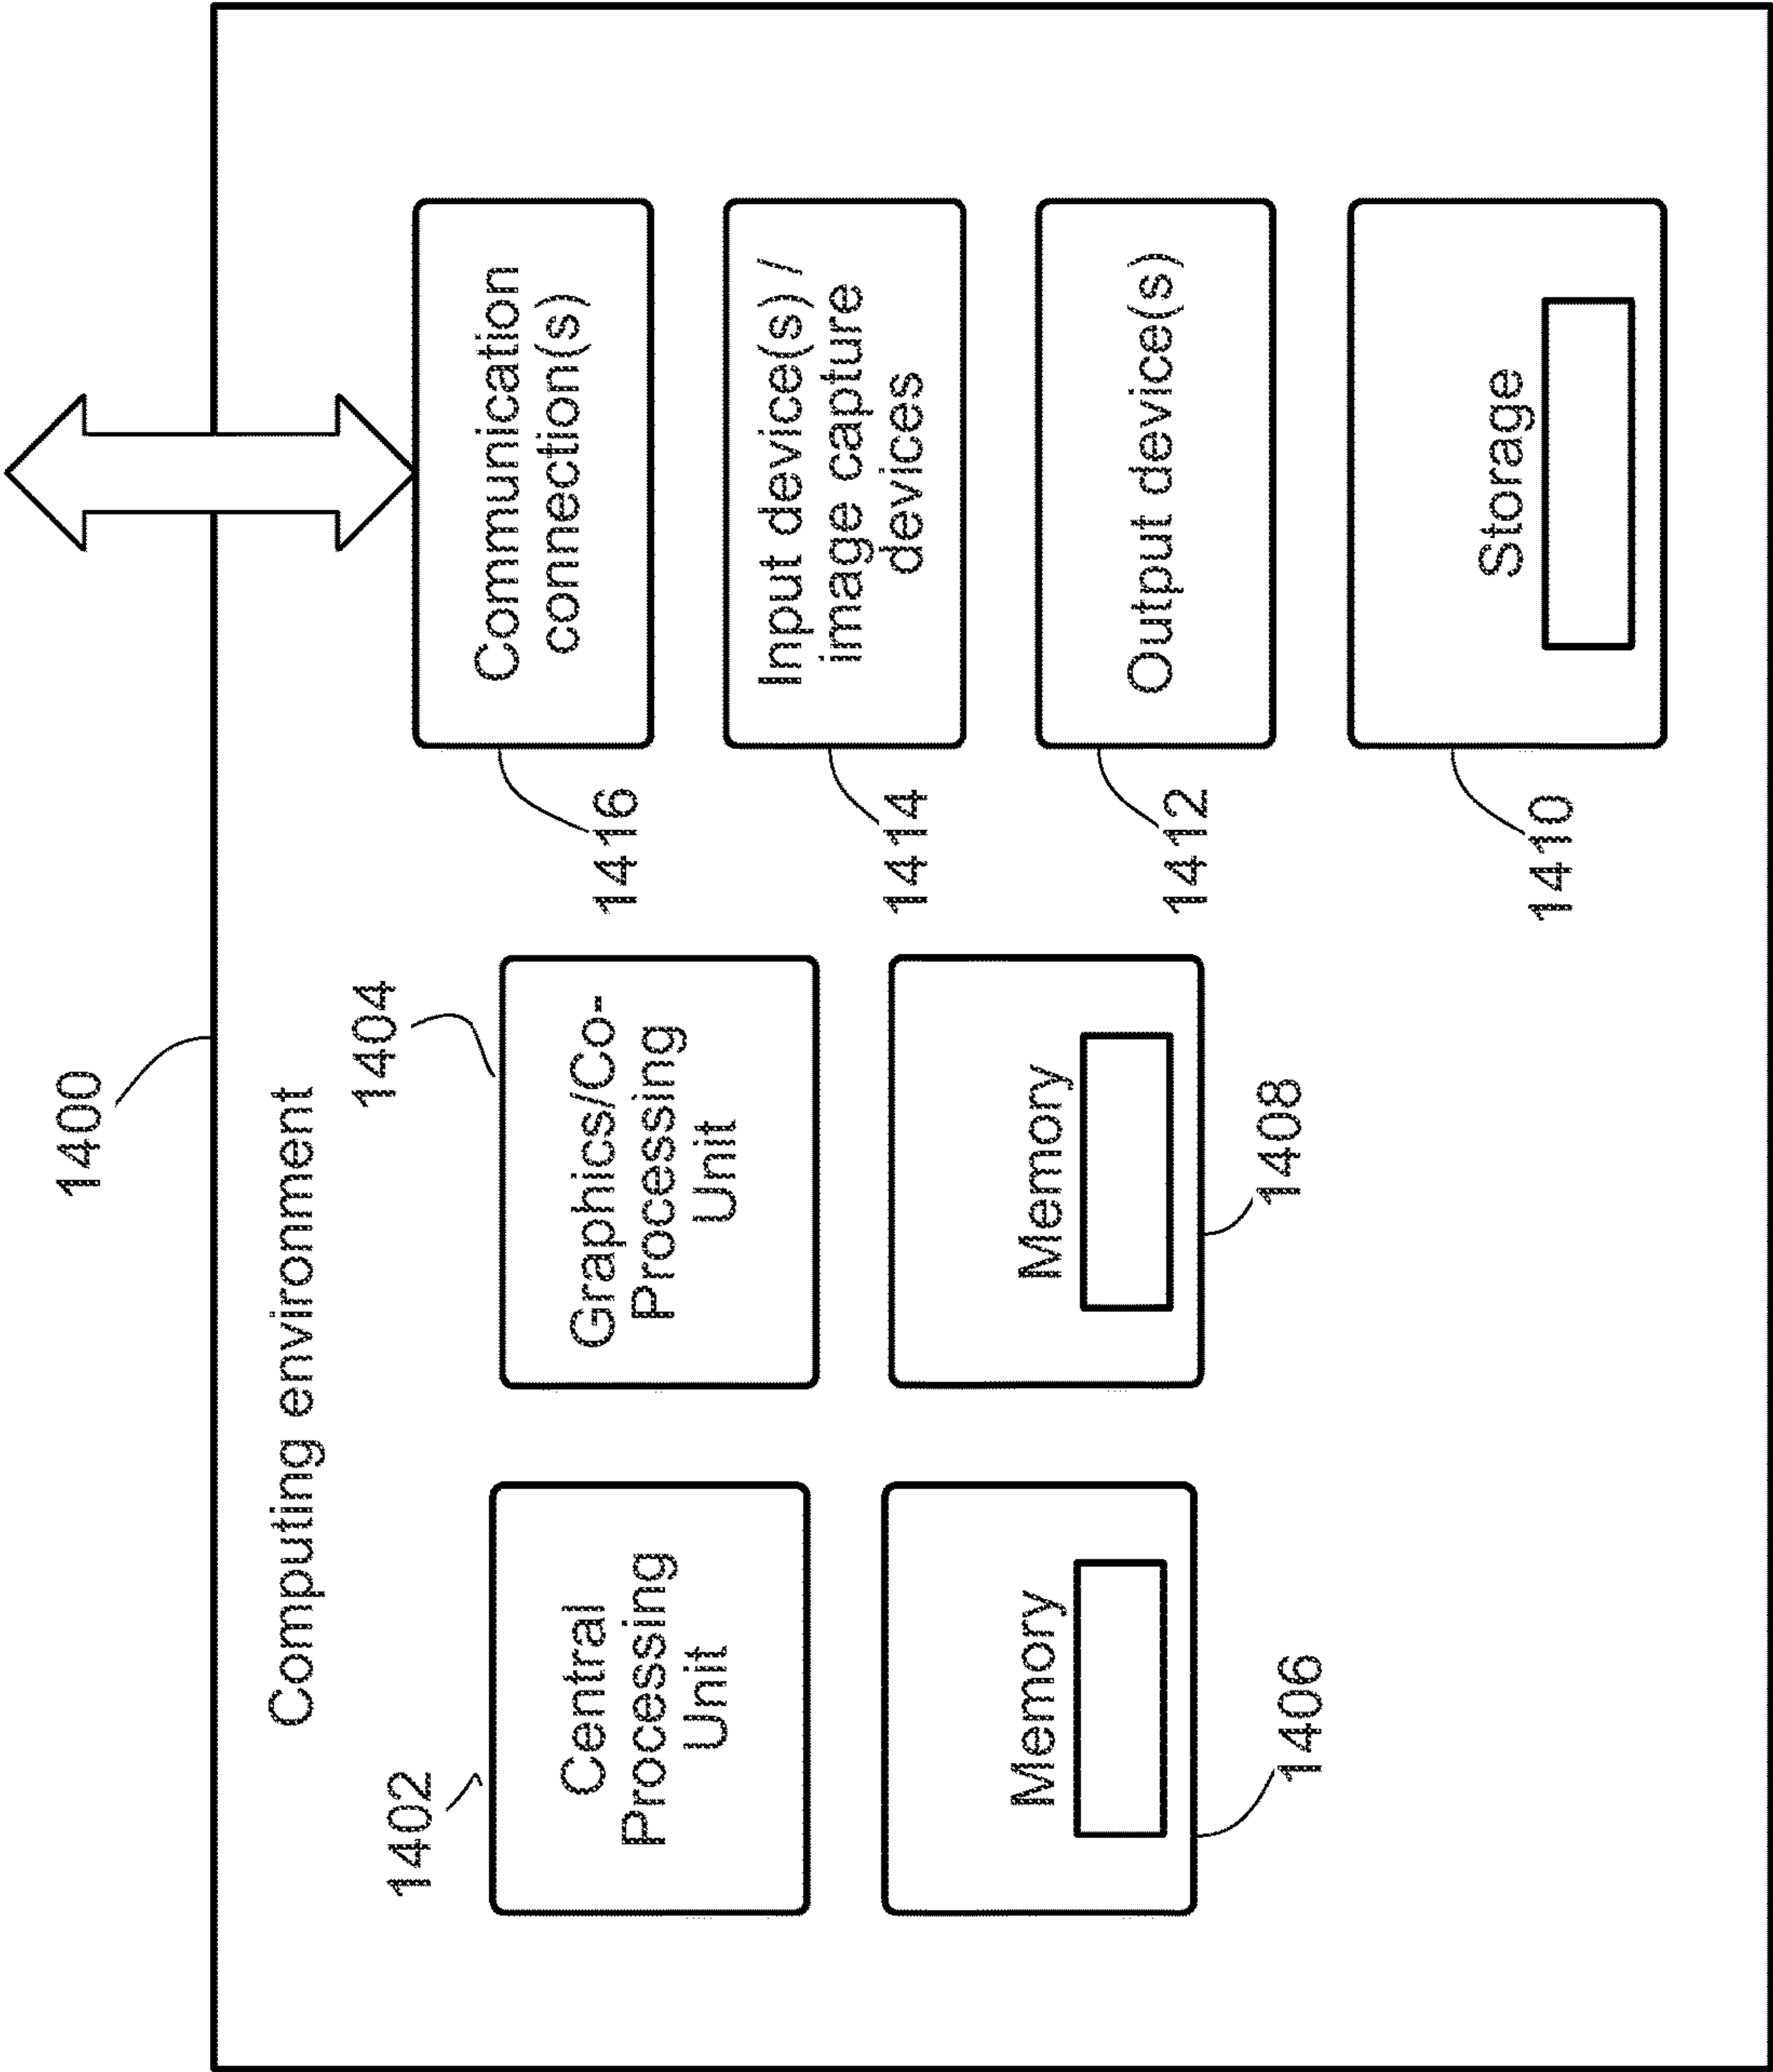 1400
Computing environment
1402
Central
Processing
Unit
1404
Graphics/Co-
Processing
Unit
Memory
1406
Memory
1408
Communication
connection(s)
1416
Input device(s) /
image capture
devices
1414
Output device(s)
1412
Storage
1410